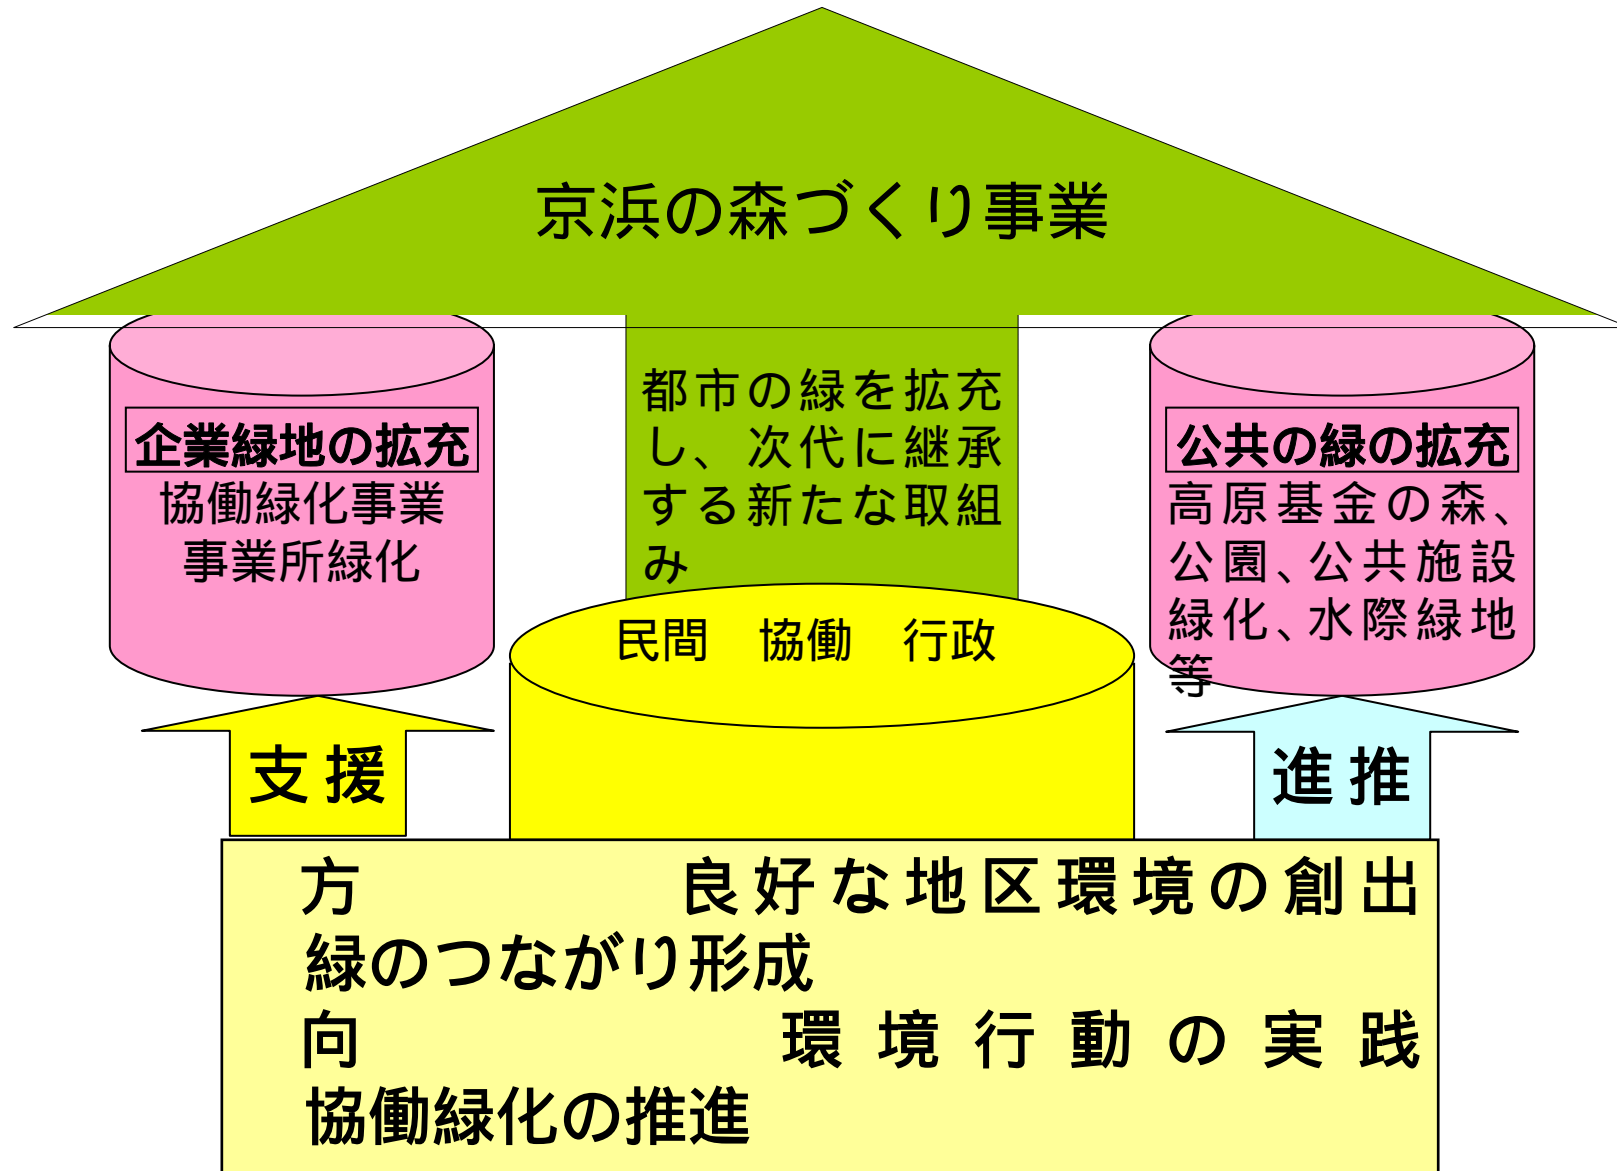 京浜の森づくり事業
都市の緑を拡充
し、次代に継承
する新たな取組
み
企業緑地の拡充
協働緑化事業
事業所緑化
公共の緑の拡充
高原基金の森、
公園、公共施設
緑化、水際緑地
等
民間　協働　行政
支援
進推
方　良好な地区環境の創出
緑のつながり形成
向　環境行動の実践
協働緑化の推進